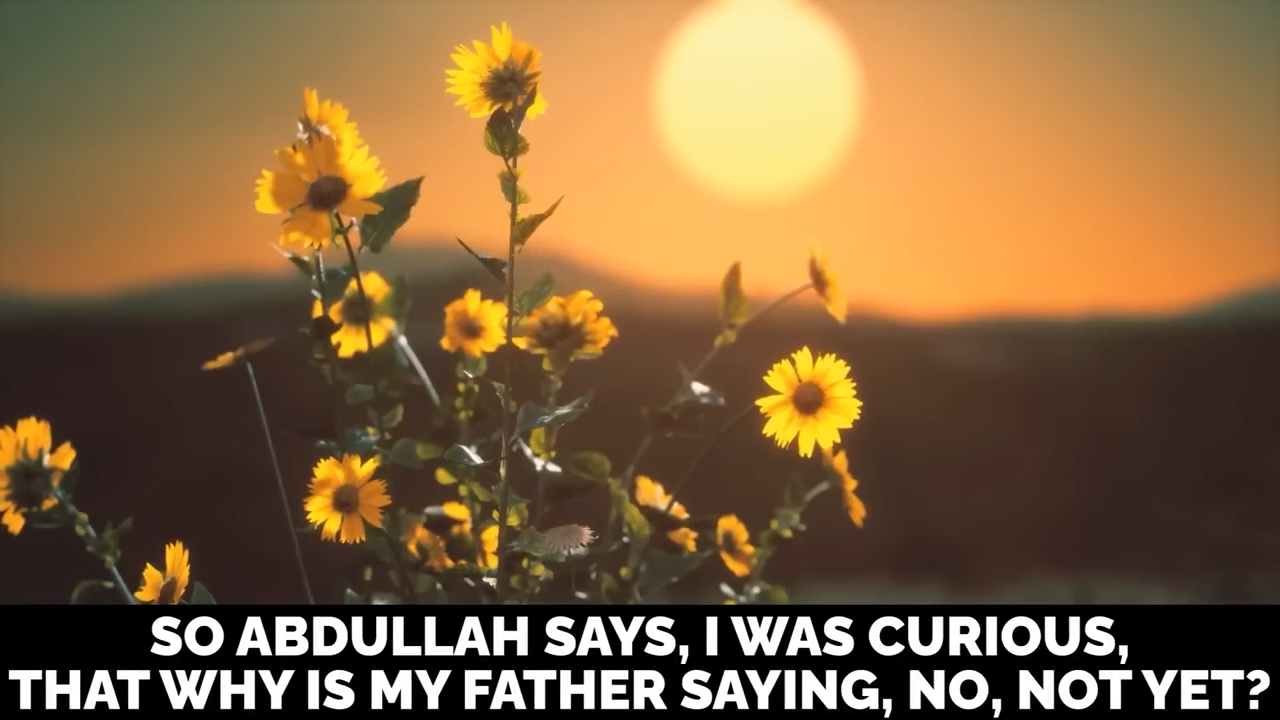 SO ABDULLAH SAYS, I WAS CURIOUS,
THAT WHY IS MY FATHER SAYING, NO, NOT YET?